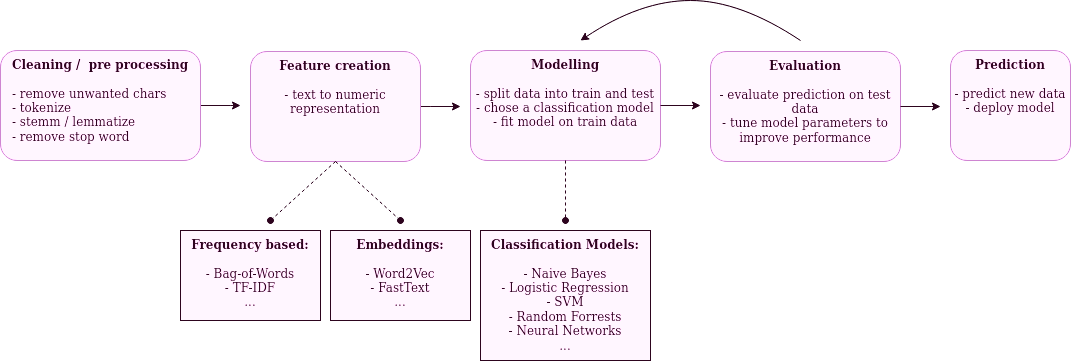 Cleaning /  pre processing
- remove unwanted chars
- tokenize
- stemm / lemmatize
- remove stop word
Feature creation
- text to numeric
representation
Modelling
- split data into train and test
- chose a classification model
- fit model on train data
Evaluation
- evaluate prediction on test
data
- tune model parameters to
improve performance
Prediction
- predict new data
- deploy model
Frequency based:
- Bag-of-Words
- TF-IDF
...
Embeddings:
- Word2Vec
- FastText
...
Classification Models:
- Naive Bayes
- Logistic Regression
- SVM
- Random Forrests
- Neural Networks
...